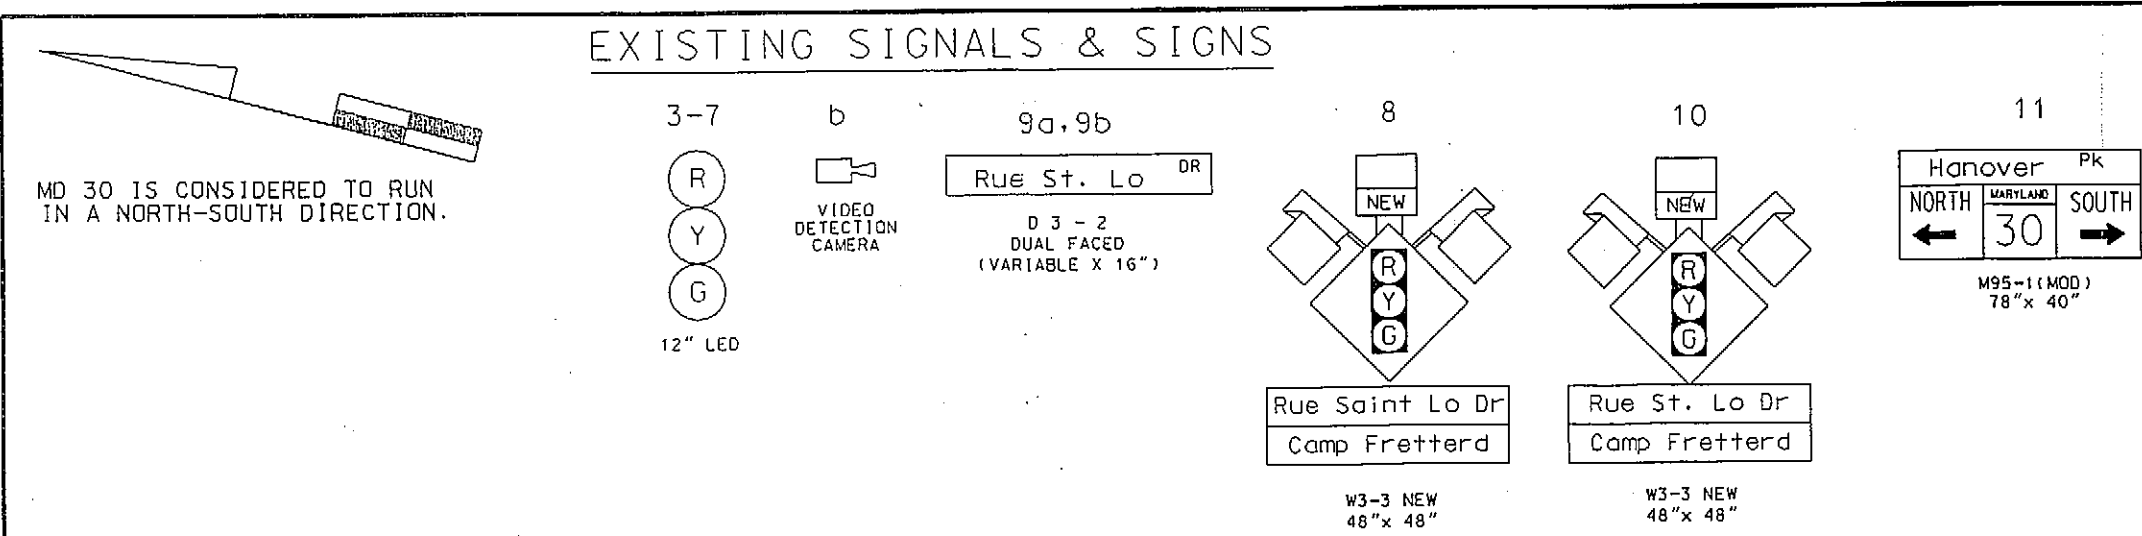 EXISTING SIGNALS & SIGNS
MD 30 IS CONSIDERED TO RUN
IN A NORTH-SOUTH DIRECTION.
3-7
R
Y
G
12" LED
b
VIDEO
DETECTION
CAMERA
9a,9b
Rue St. Lo DR
D 3 - 2
DUAL FACED
(VARIABLE X 16")
8
NEW
R
Y
G
Rue Saint Lo Dr
Camp Fretterd
W3-3 NEW
48"x 48"
10
NEW
R
Y
G
Rue St. Lo Dr
Camp Fretterd
W3-3 NEW
48"x 48"
11
Hanover Pk
NORTH MARYLAND SOUTH
30
M95-1(MOD)
78"x 40"